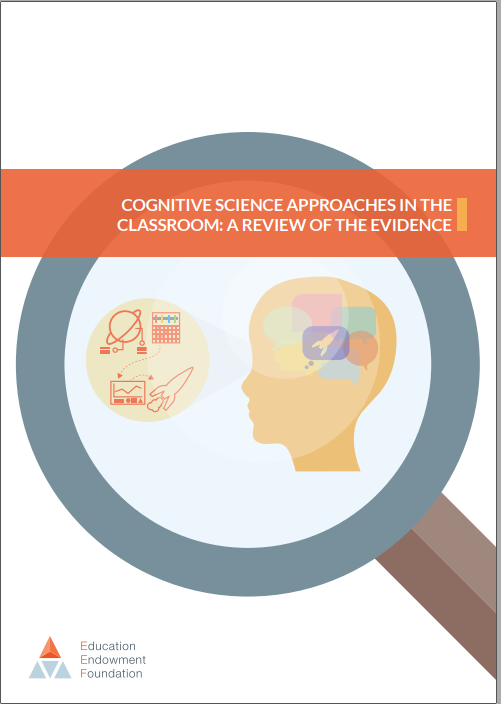 COGNITIVE SCIENCE APPROACHES IN THE
CLASSROOM: A REVIEW OF THE EVIDENCE
Education
Endowment
Foundation